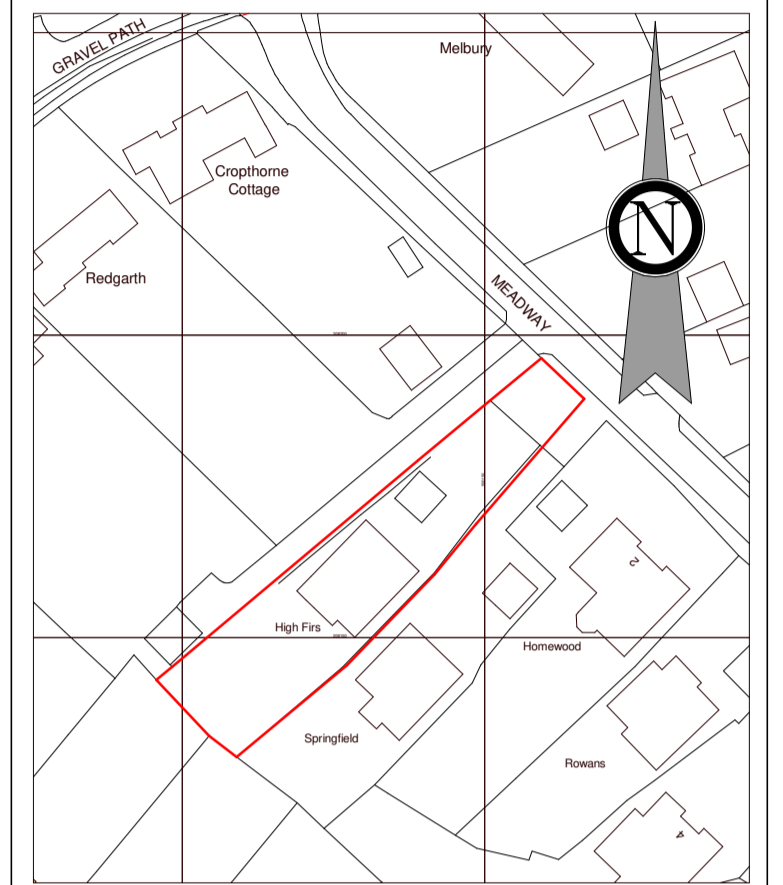 GRAVEL PATH
Melbury
Cropthorne
Cottage
N
Redgarth
MEADWAY
2
High Firs
Homewood
Springfield
Rowans
4